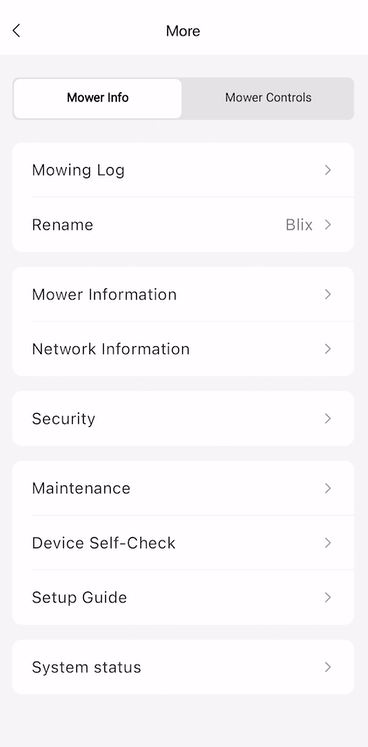 More
Mower Info
Mower Controls
Mowing Log
Rename Blix
Mower Information
Network Information
Security
Maintenance
Device Self-Check
Setup Guide
System status